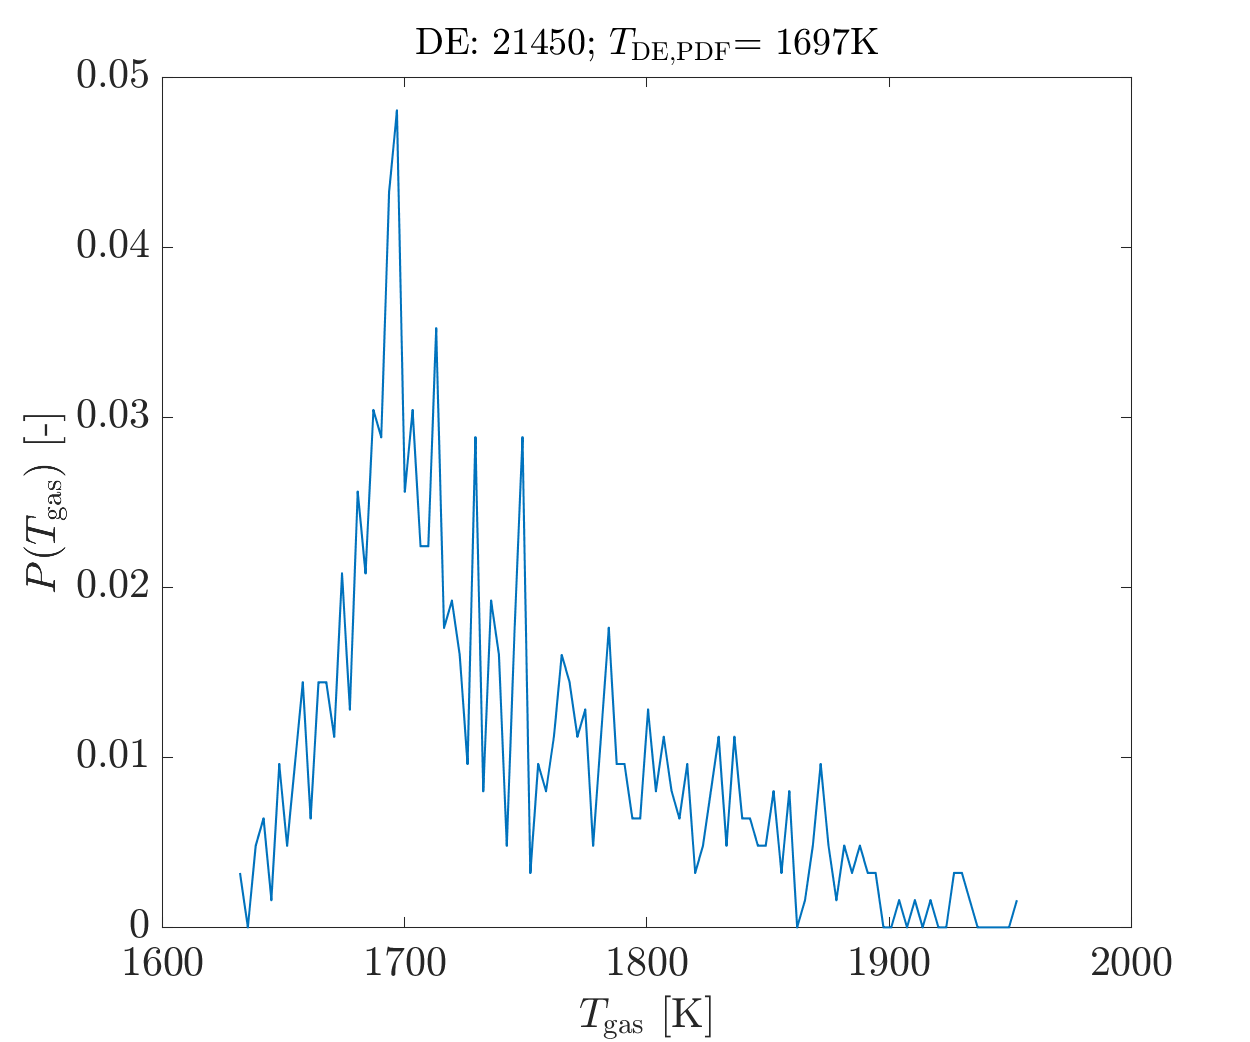 DE: 21450; T_DE,PDF= 1697K
0.05
0.04
0.03
0.02
0.01
0
P(T_gas) [-]
1600 1700 1800 1900 2000
T_gas [K]